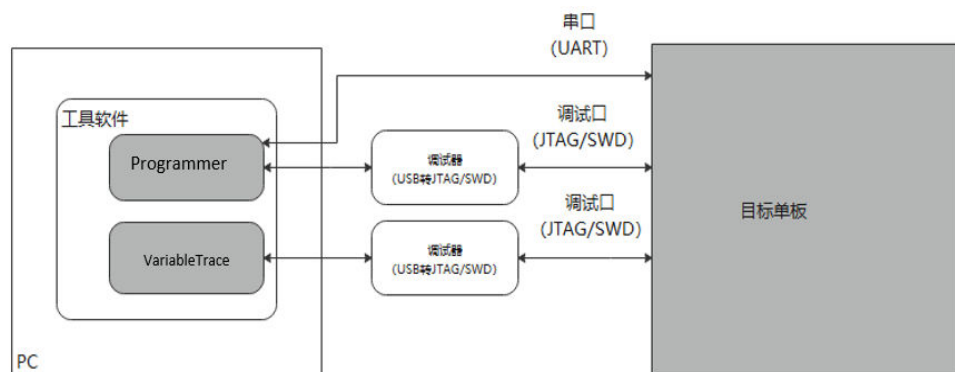 串口
(UART)
工具软件
Programmer
调试器
(USB转JTAG/SWD)
调试口
(JTAG/SWD)
目标单板
VariableTrace
调试器
(USB转JTAG/SWD)
调试口
(JTAG/SWD)
PC